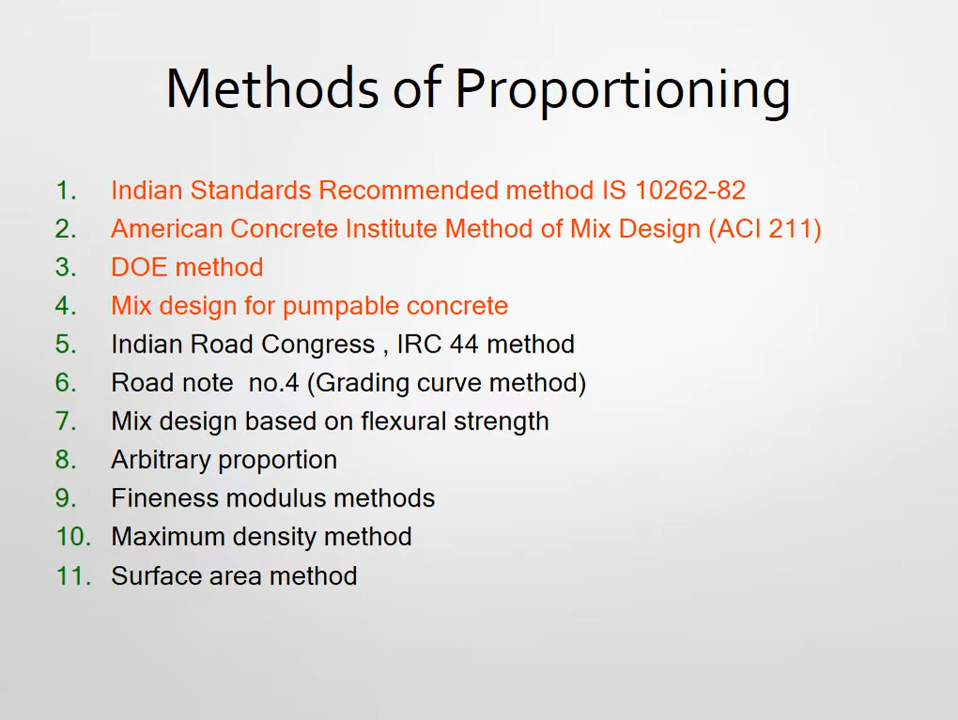 Methods of Proportioning
1. Indian Standards Recommended method IS 10262-82
2. American Concrete Institute Method of Mix Design (ACI 211)
3. DOE method
4. Mix design for pumpable concrete
5. Indian Road Congress , IRC 44 method
6. Road note  no.4 (Grading curve method)
7. Mix design based on flexural strength
8. Arbitrary proportion
9. Fineness modulus methods
10. Maximum density method
11. Surface area method